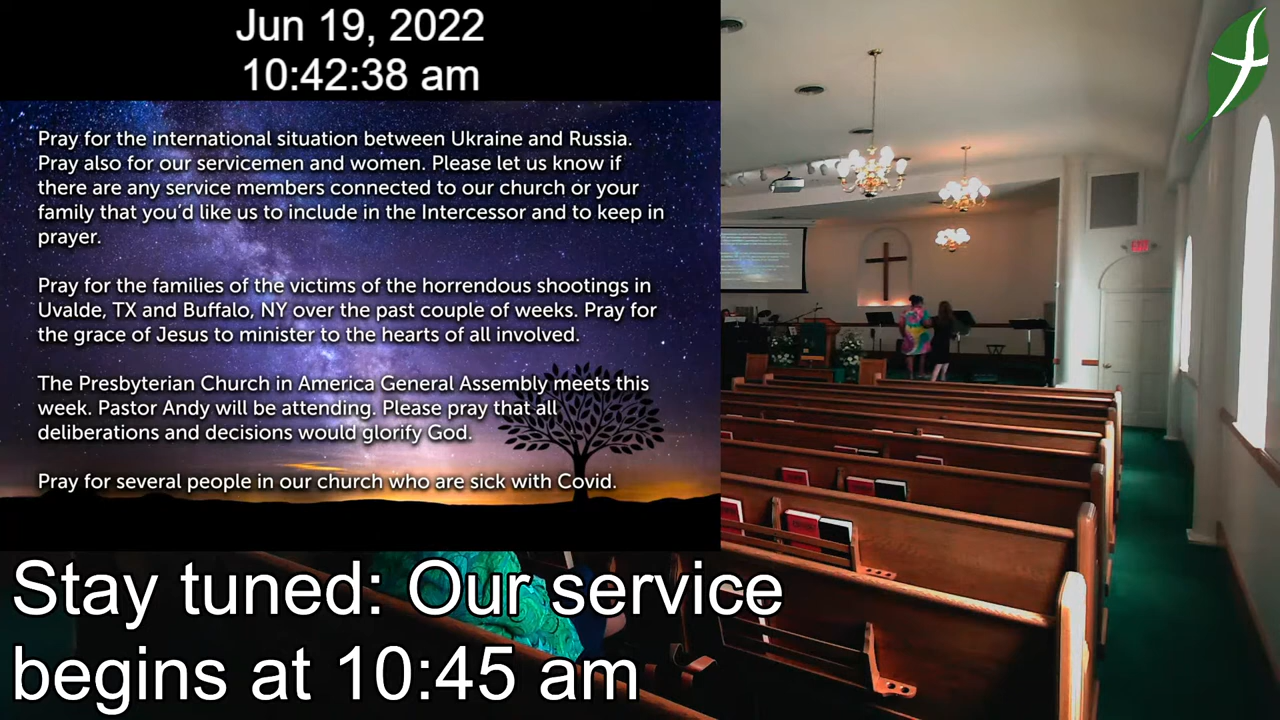 Jun 19, 2022
10:42:38 am
Pray for the international situation between Ukraine and Russia.
Pray also for our servicemen and women. Please let us know if
there are any service members connected to our church or your
family that you'd like us to include in the Intercessor and to keep in
prayer.
Pray for the families of the victims of the horrendous shootings in
Uvalde, TX and Buffalo, NY over the past couple of weeks. Pray for
the grace of Jesus to minister to the hearts of all involved.
The Presbyterian Church in America General Assembly meets this
week. Pastor Andy will be attending. Please pray that all
deliberations and decisions would glorify God.
Pray for several people in our church who are sick with Covid.
Stay tuned: Our service
begins at 10:45 am